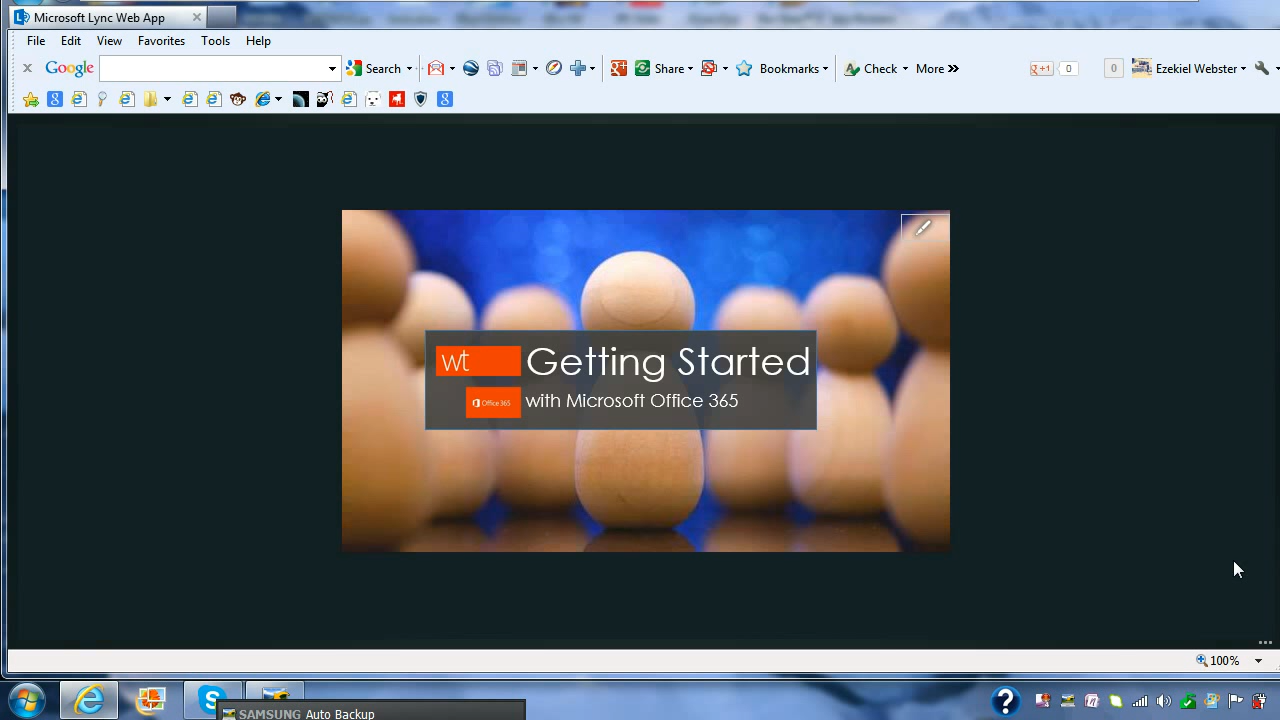 Microsoft Lync Web App
File Edit View Favorites Tools Help
Google Search Share Bookmarks Check More »
g +1 0 0 Ezekiel Webster
wt Getting Started
Office 365 with Microsoft Office 365
100%
SAMSUNG Auto Backup